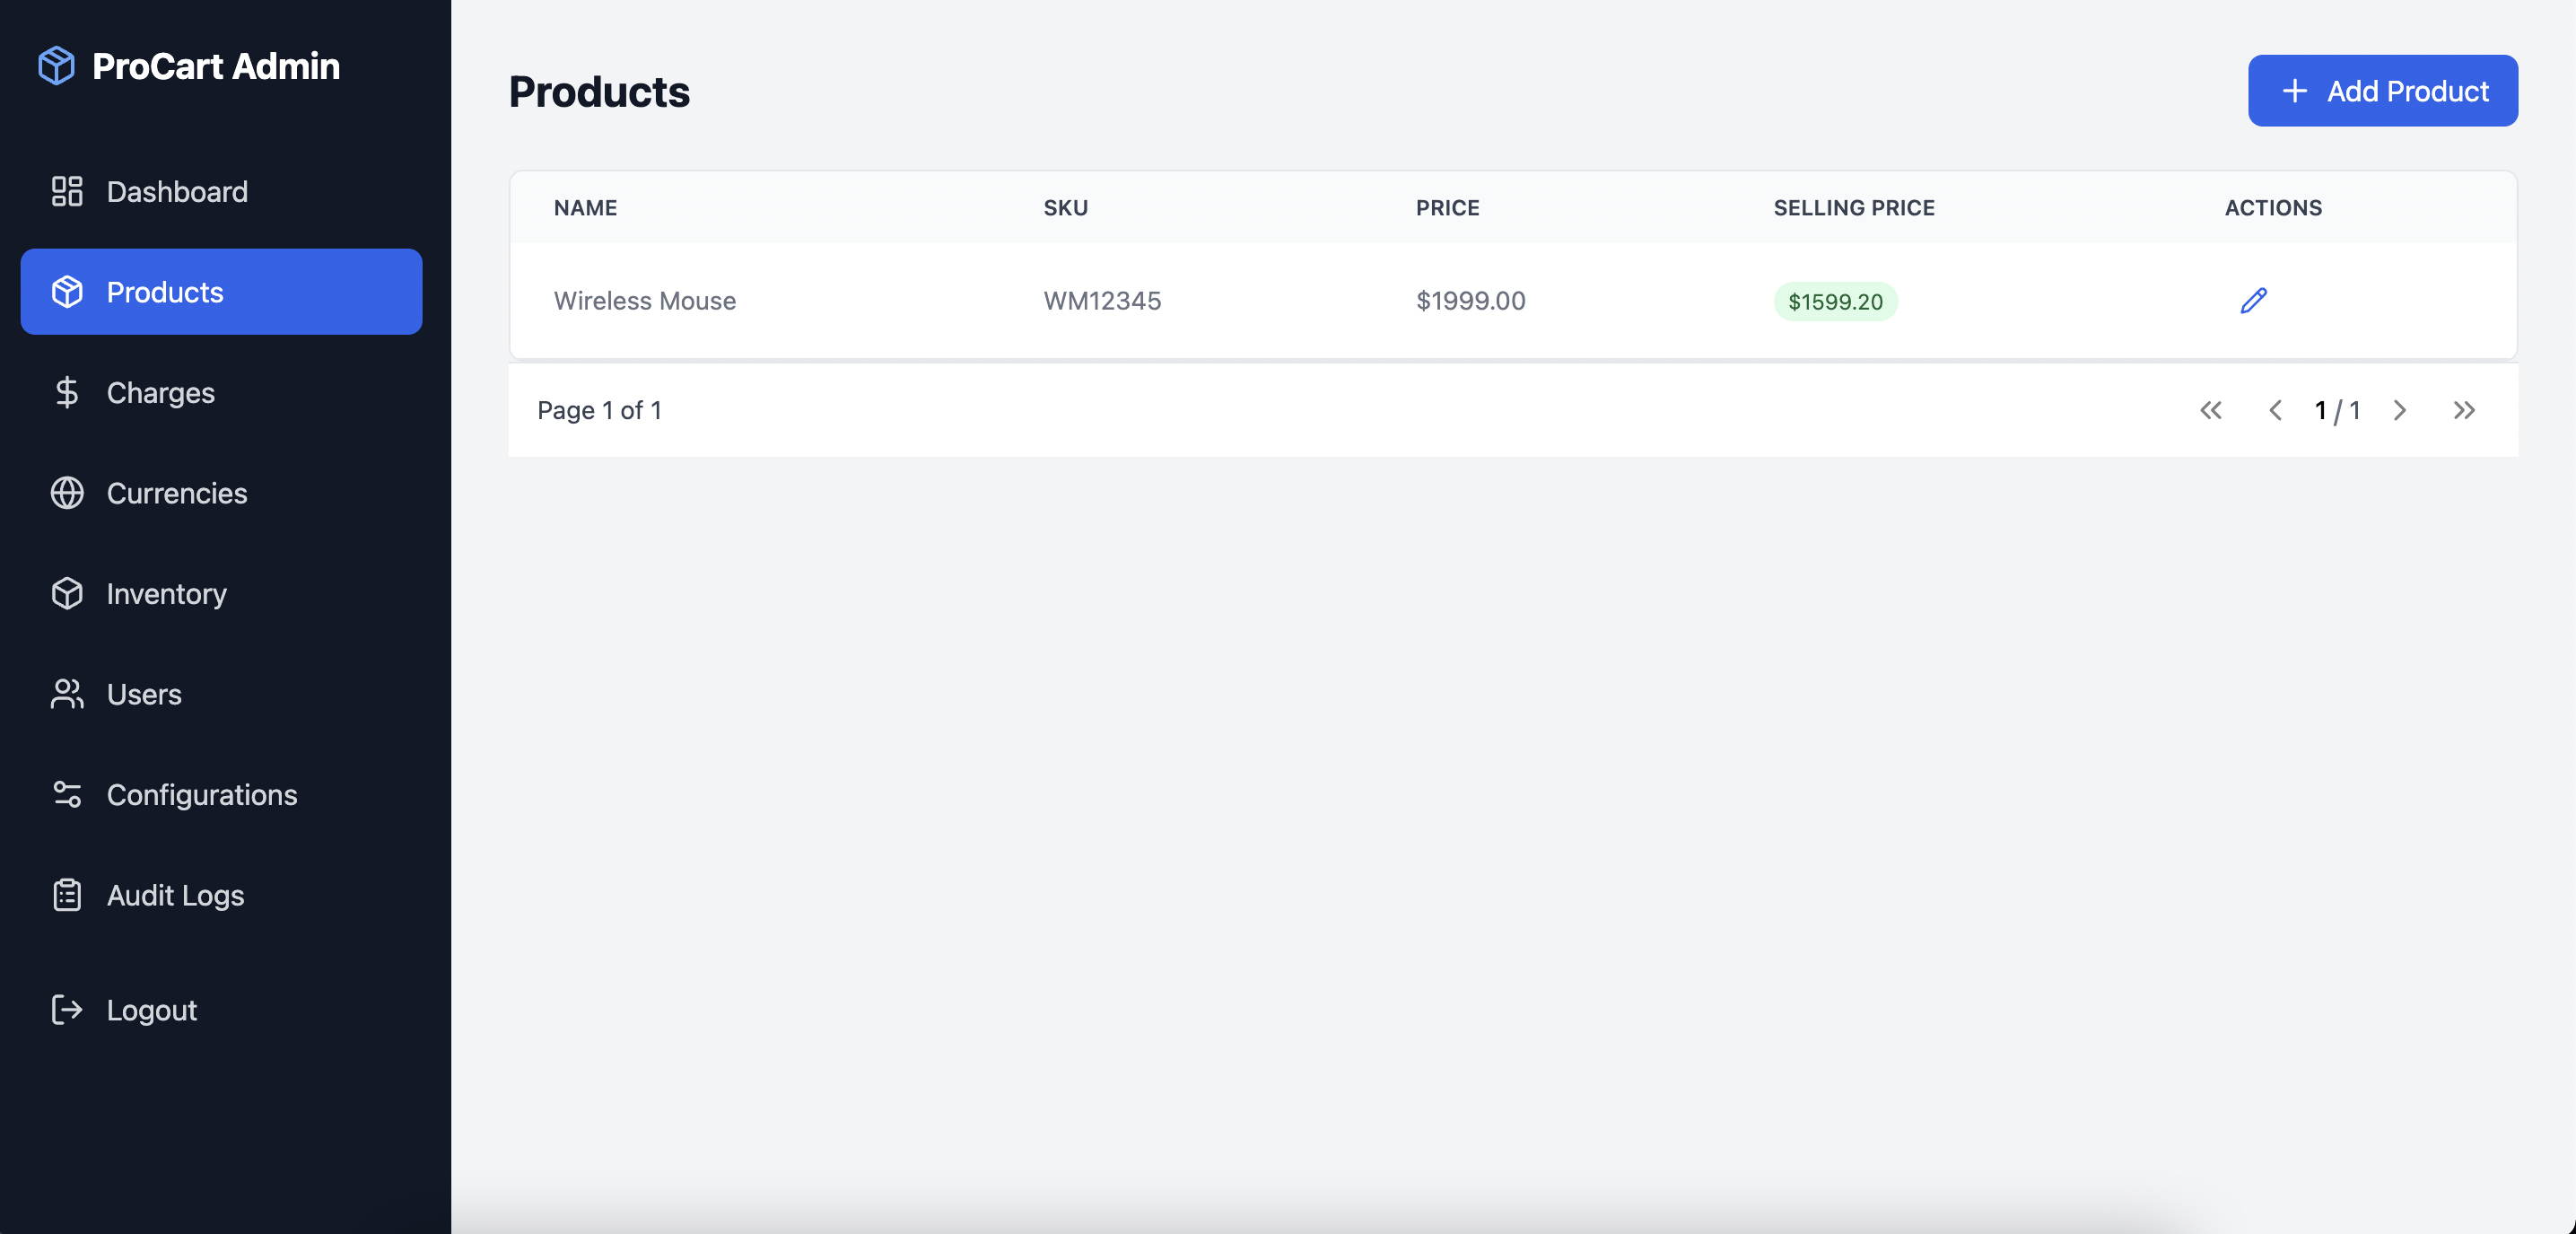 ProCart Admin
Dashboard
Products
Charges
Currencies
Inventory
Users
Configurations
Audit Logs
Logout
Products
Add Product
NAME SKU PRICE SELLING PRICE ACTIONS
Wireless Mouse WM12345 $1999.00 $1599.20
Page 1 of 1
1 / 1